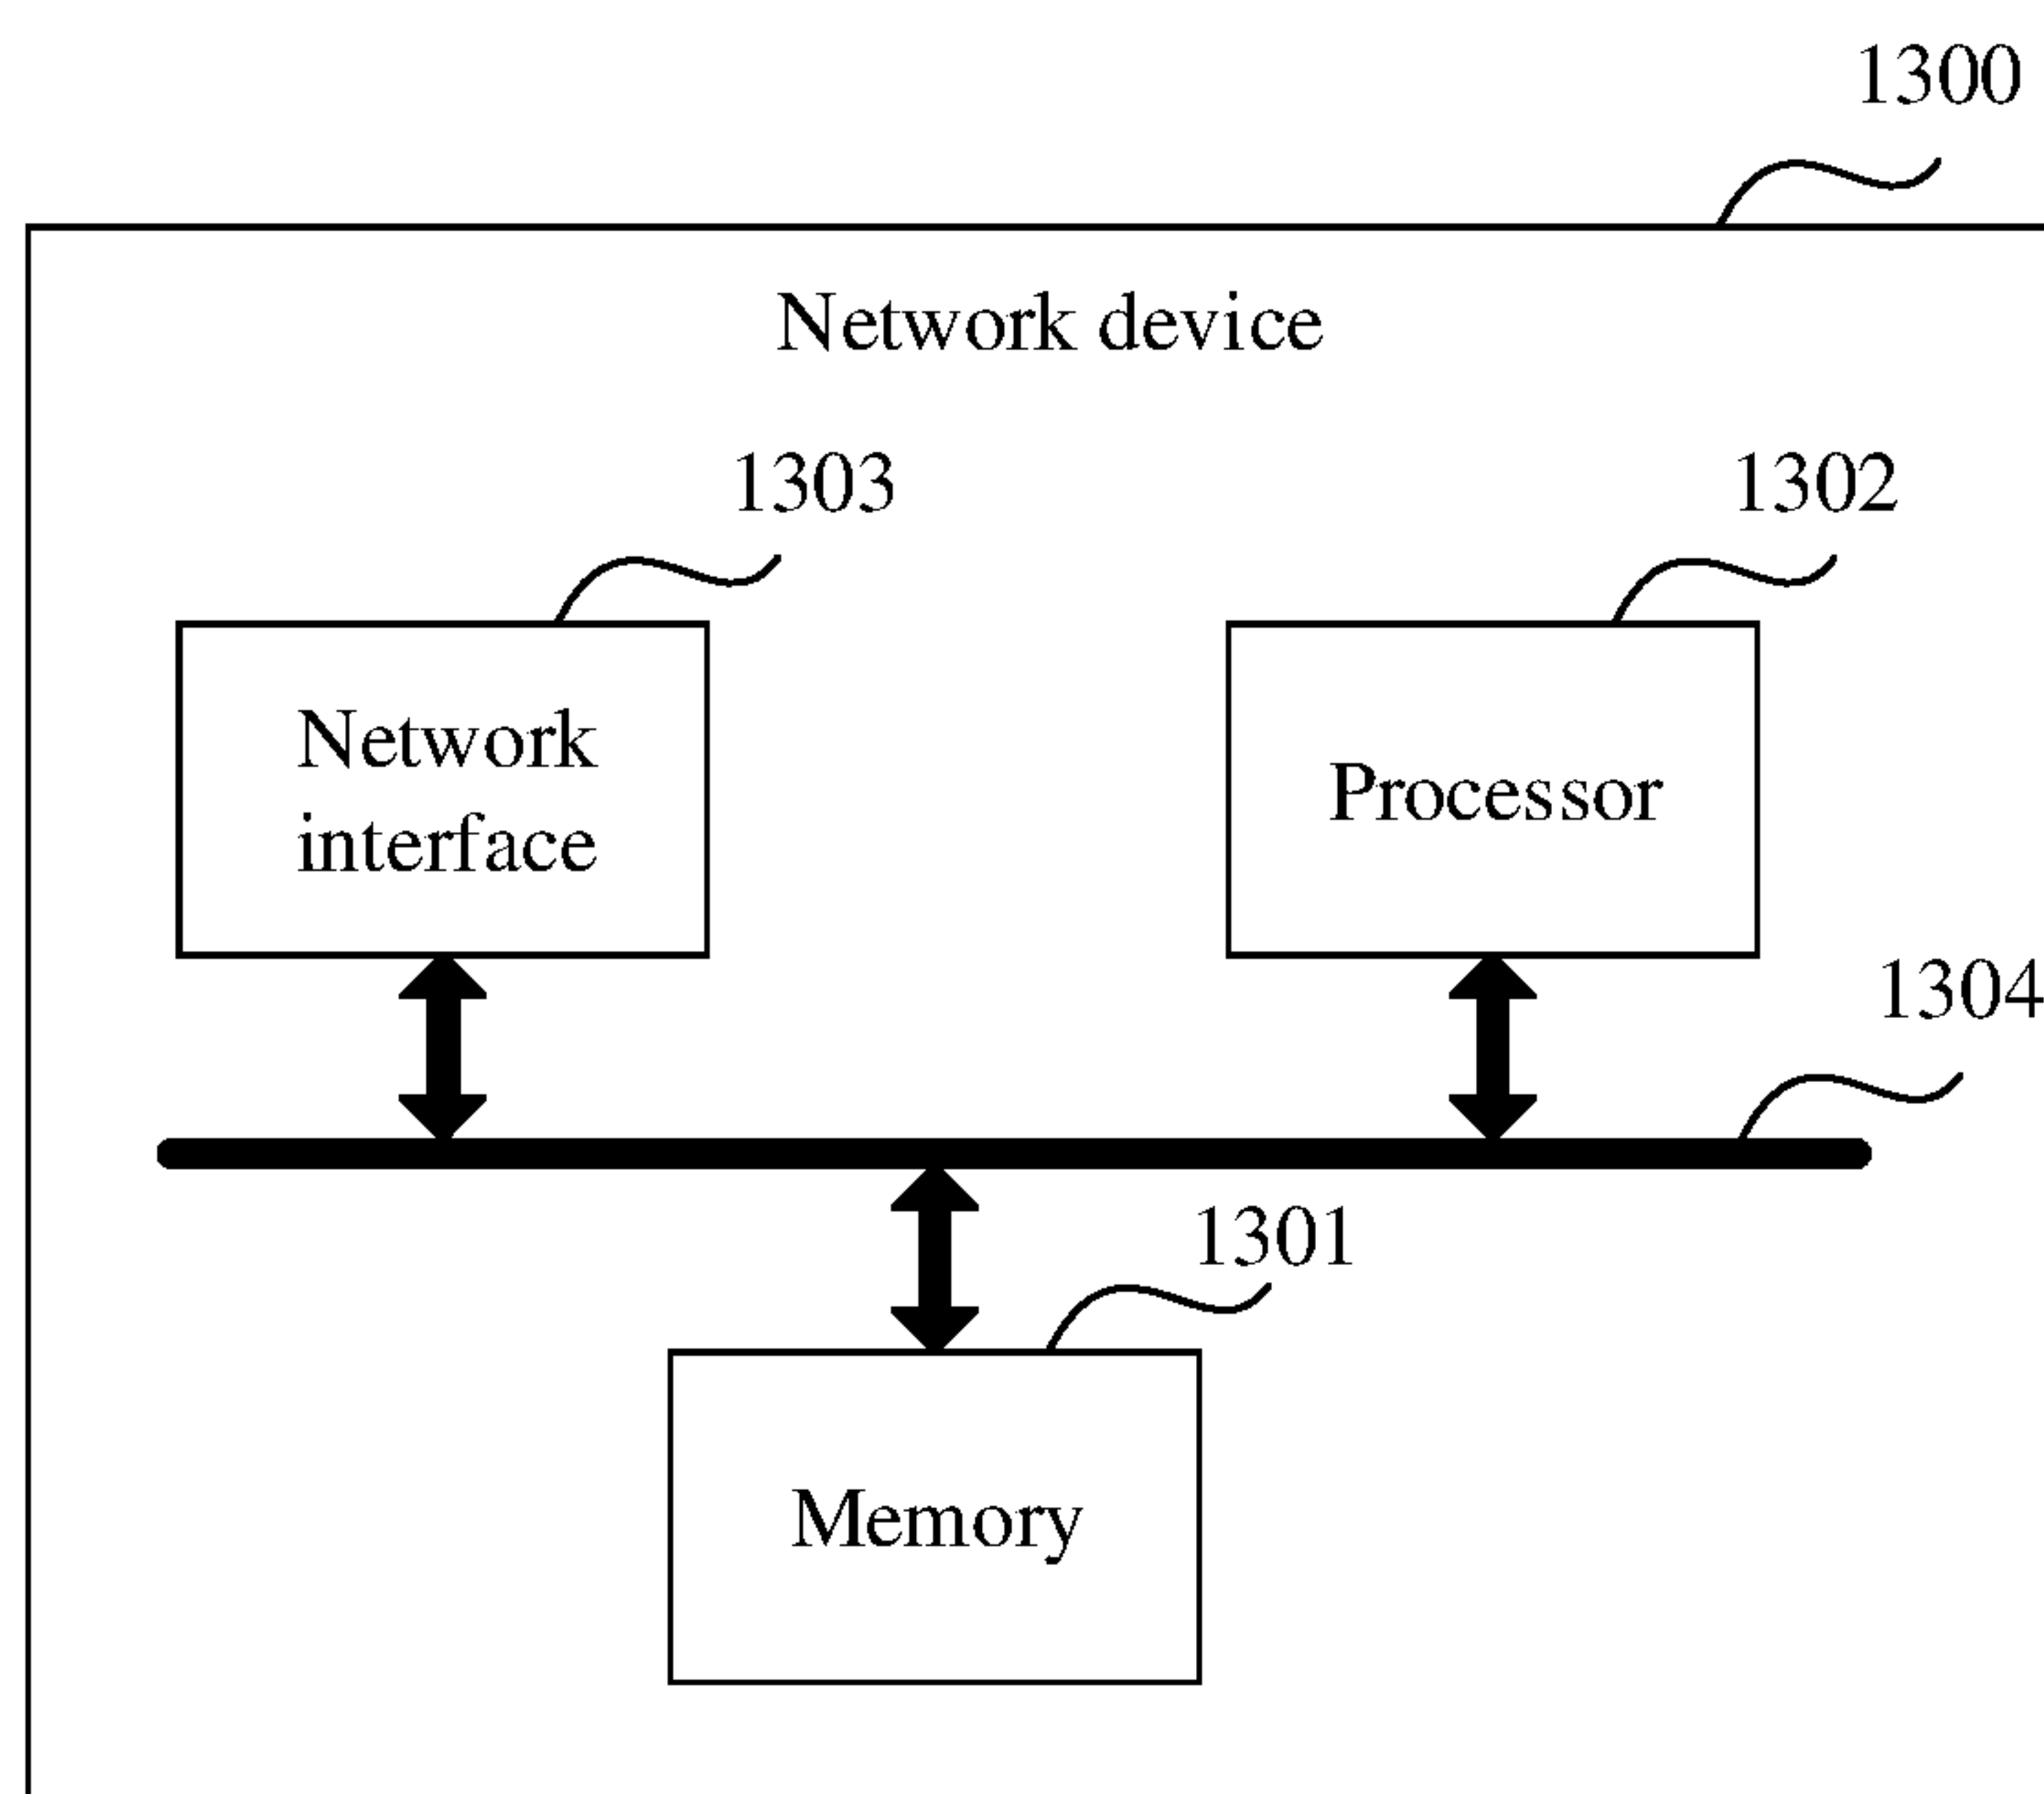 1300
Network device
1303
1302
Network
interface
Processor
1304
1301
Memory